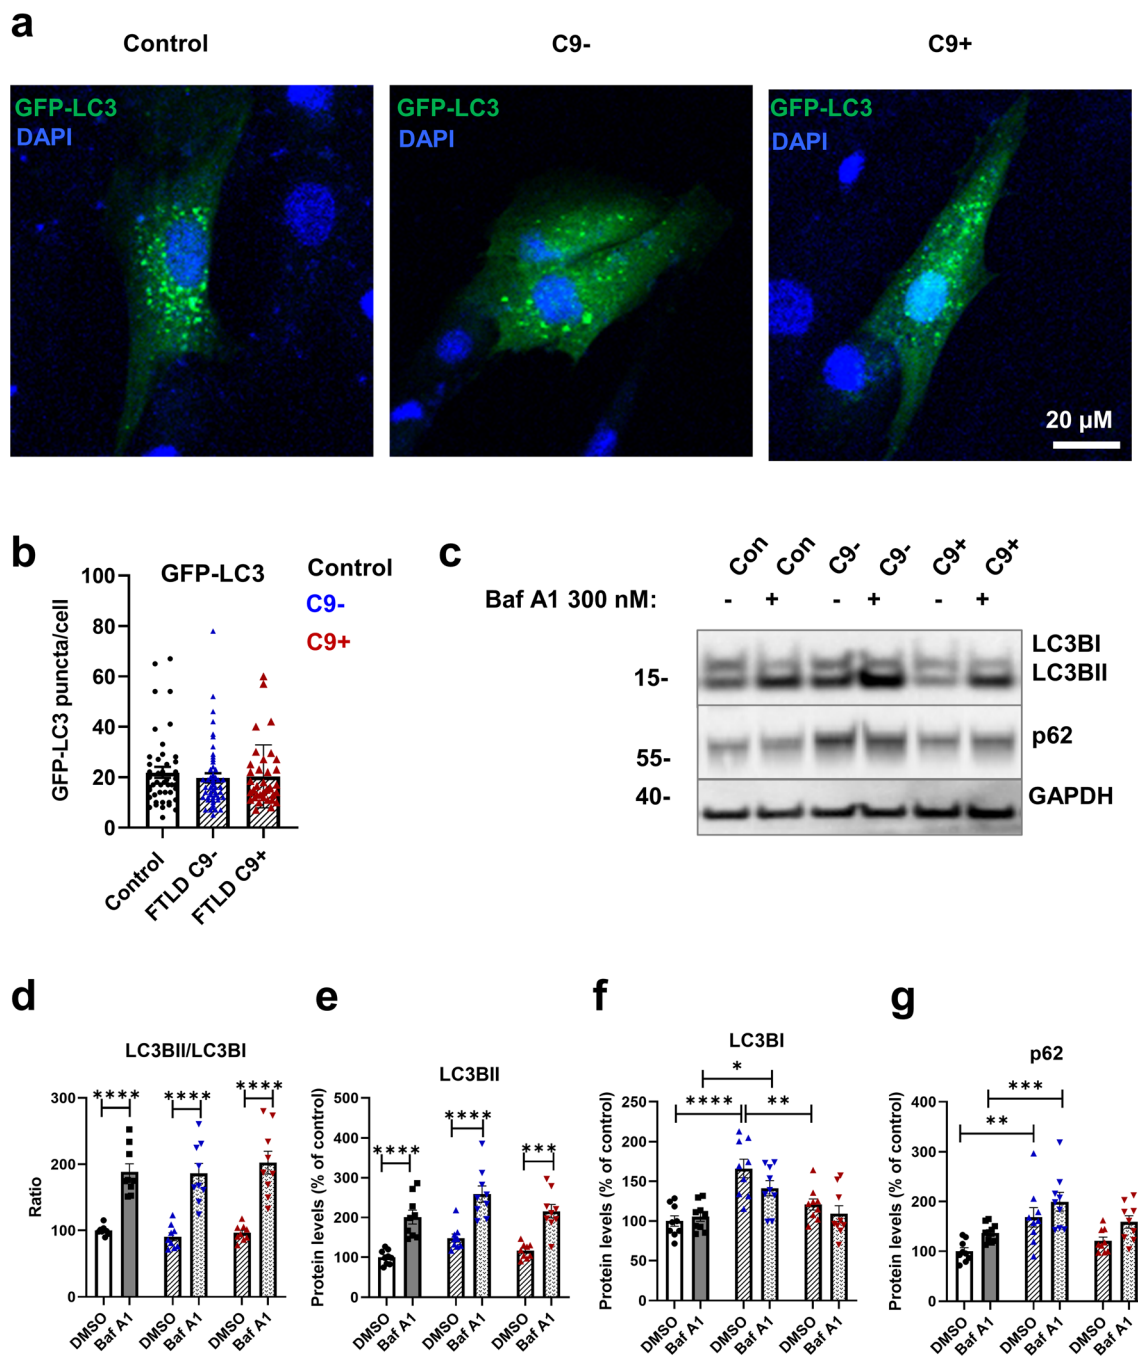 a
Control
C9-
C9+
GFP-LC3
DAPI
GFP-LC3
DAPI
GFP-LC3
DAPI
20 µM
b
GFP-LC3
GFP-LC3 puncta/cell
100
80
60
40
20
0
Control
FTLD C9-
FTLD C9+
Control
C9-
C9+
c
Con Con C9- C9- C9+ C9+
Baf A1 300 nM: - + - + - +
LC3BI
15- LC3BII
p62
55-
40- GAPDH
d
LC3BII/LC3BI
Ratio
300
200
100
0
**** **** ****
DMSO Baf A1 DMSO Baf A1 DMSO Baf A1
e
LC3BII
Protein levels (% of control)
500
400
300
200
100
0
**** **** ***
DMSO Baf A1 DMSO Baf A1 DMSO Baf A1
f
LC3BI
Protein levels (% of control)
250
200
150
100
50
0
*
**** **
DMSO Baf A1 DMSO Baf A1 DMSO Baf A1
g
p62
Protein levels (% of control)
400
300
200
100
0
***
**
DMSO Baf A1 DMSO Baf A1 DMSO Baf A1